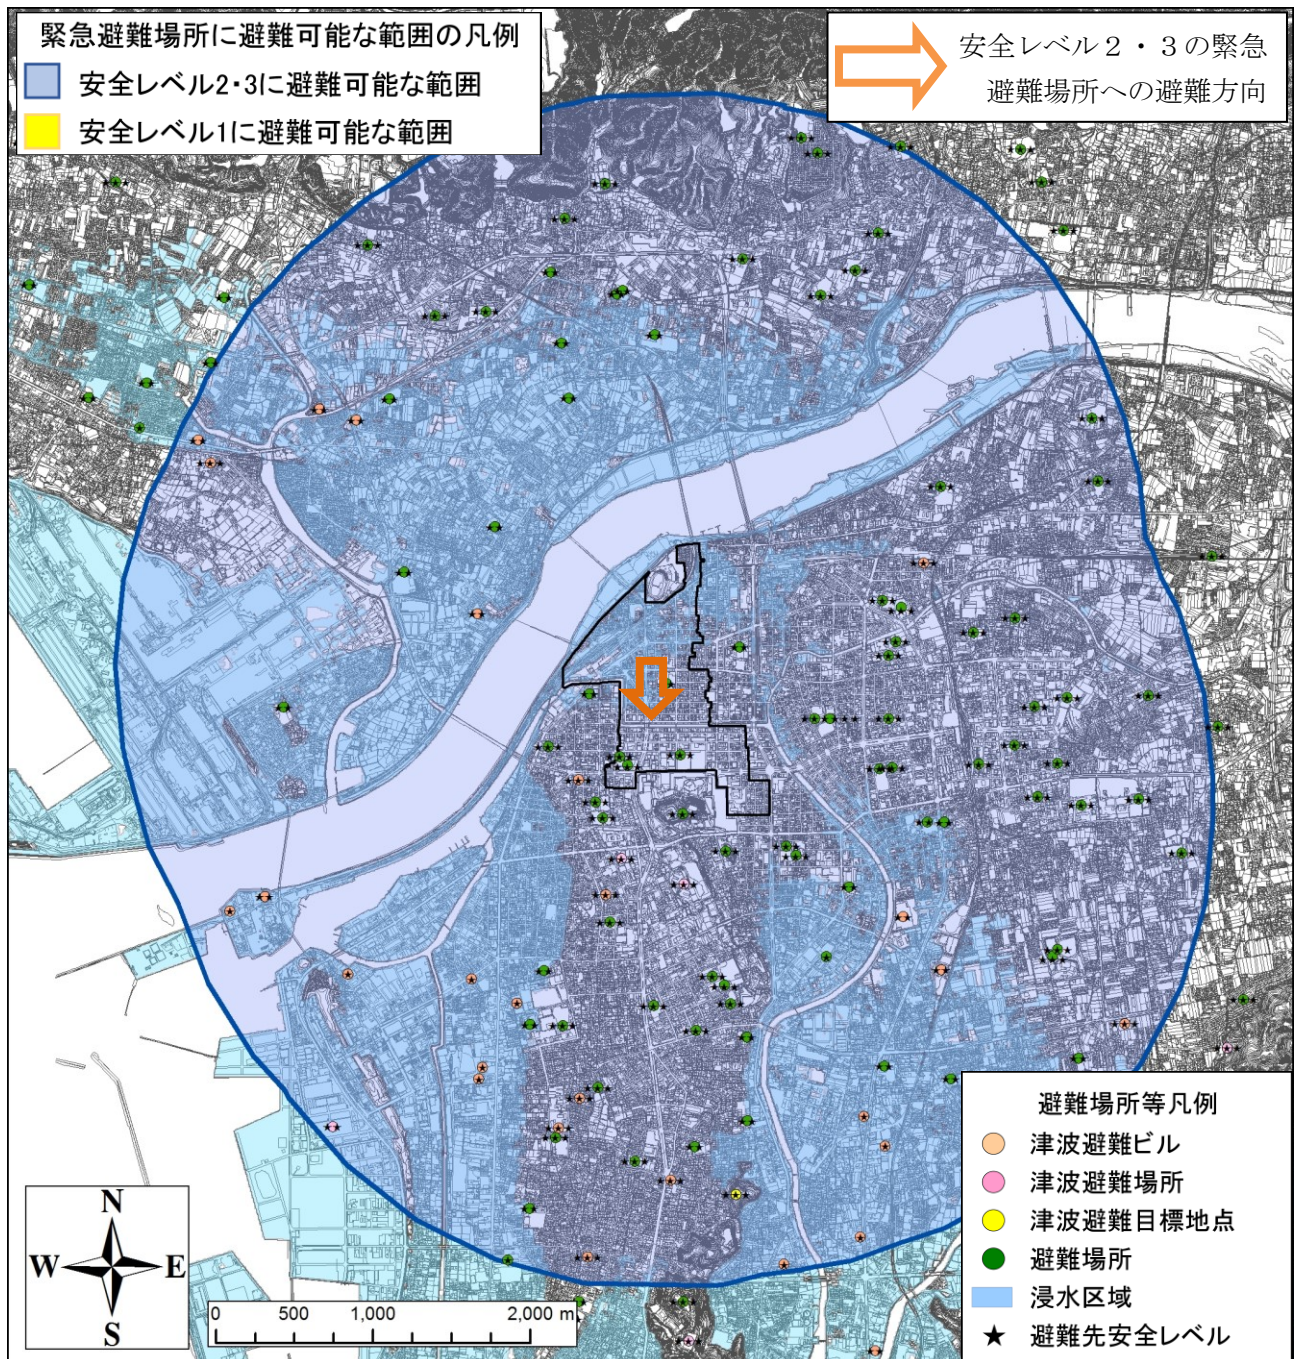 緊急避難場所に避難可能な範囲の凡例
安全レベル2・3に避難可能な範囲
安全レベル1に避難可能な範囲
安全レベル２・３の緊急
避難場所への避難方向
避難場所等凡例
津波避難ビル
津波避難場所
津波避難目標地点
避難場所
浸水区域
★ 避難先安全レベル
N
W E
S
0 500 1,000 2,000 m